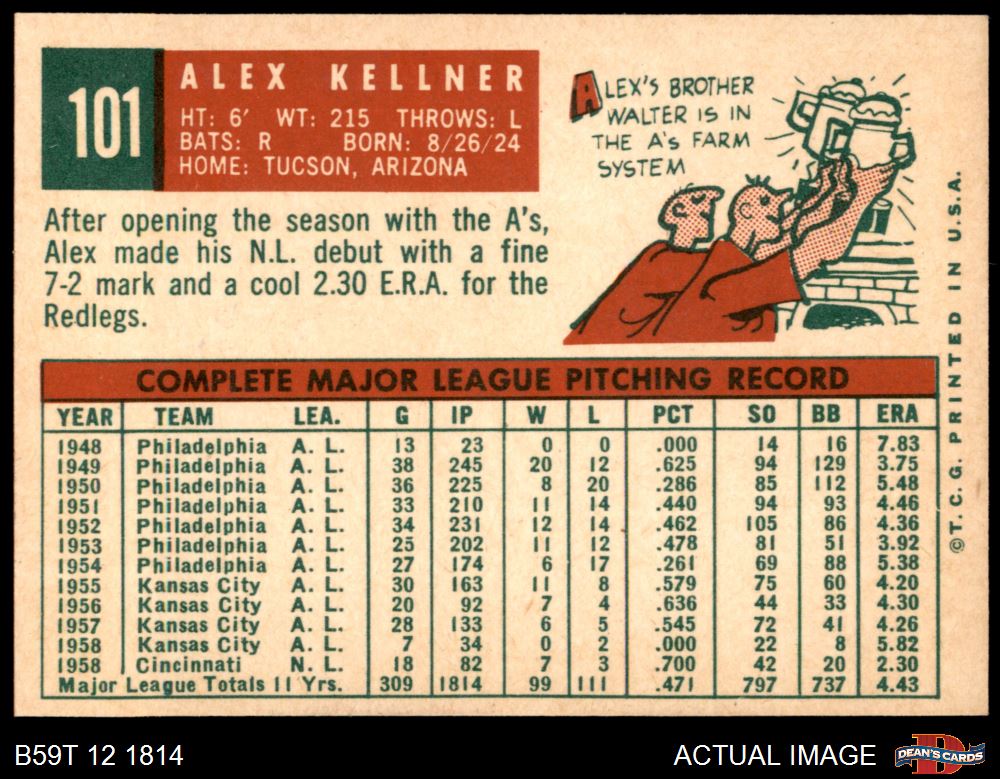 101
ALEX KELLNER
HT: 6′ WT: 215 THROWS: L
BATS: R BORN: 8/26/24
HOME: TUCSON, ARIZONA
ALEX'S BROTHER
WALTER IS IN
THE A's FARM
SYSTEM
After opening the season with the A's,
Alex made his N.L. debut with a fine
7-2 mark and a cool 2.30 E.R.A. for the
Redlegs.
COMPLETE MAJOR LEAGUE PITCHING RECORD
YEAR TEAM LEA. G IP W L PCT SO BB ERA
1948 Philadelphia A. L. 13 23 0 0 .000 14 16 7.83
1949 Philadelphia A. L. 38 245 20 12 .625 94 129 3.75
1950 Philadelphia A. L. 36 225 8 20 .286 85 112 5.48
1951 Philadelphia A. L. 33 210 11 14 .440 94 93 4.46
1952 Philadelphia A. L. 34 231 12 14 .462 105 86 4.36
1953 Philadelphia A. L. 25 202 11 12 .478 81 51 3.92
1954 Philadelphia A. L. 27 174 6 17 .261 69 88 5.38
1955 Kansas City A. L. 30 163 11 8 .579 75 60 4.20
1956 Kansas City A. L. 20 92 7 4 .636 44 33 4.30
1957 Kansas City A. L. 28 133 6 5 .545 72 41 4.26
1958 Kansas City A. L. 7 34 0 2 .000 22 8 5.82
1958 Cincinnati N. L. 18 82 7 3 .700 42 20 2.30
Major League Totals 11 Yrs. 309 1814 99 111 .471 797 737 4.43
©T. C. G. PRINTED IN U.S.A.
B59T 12 1814
ACTUAL IMAGE
DEAN'S CARDS